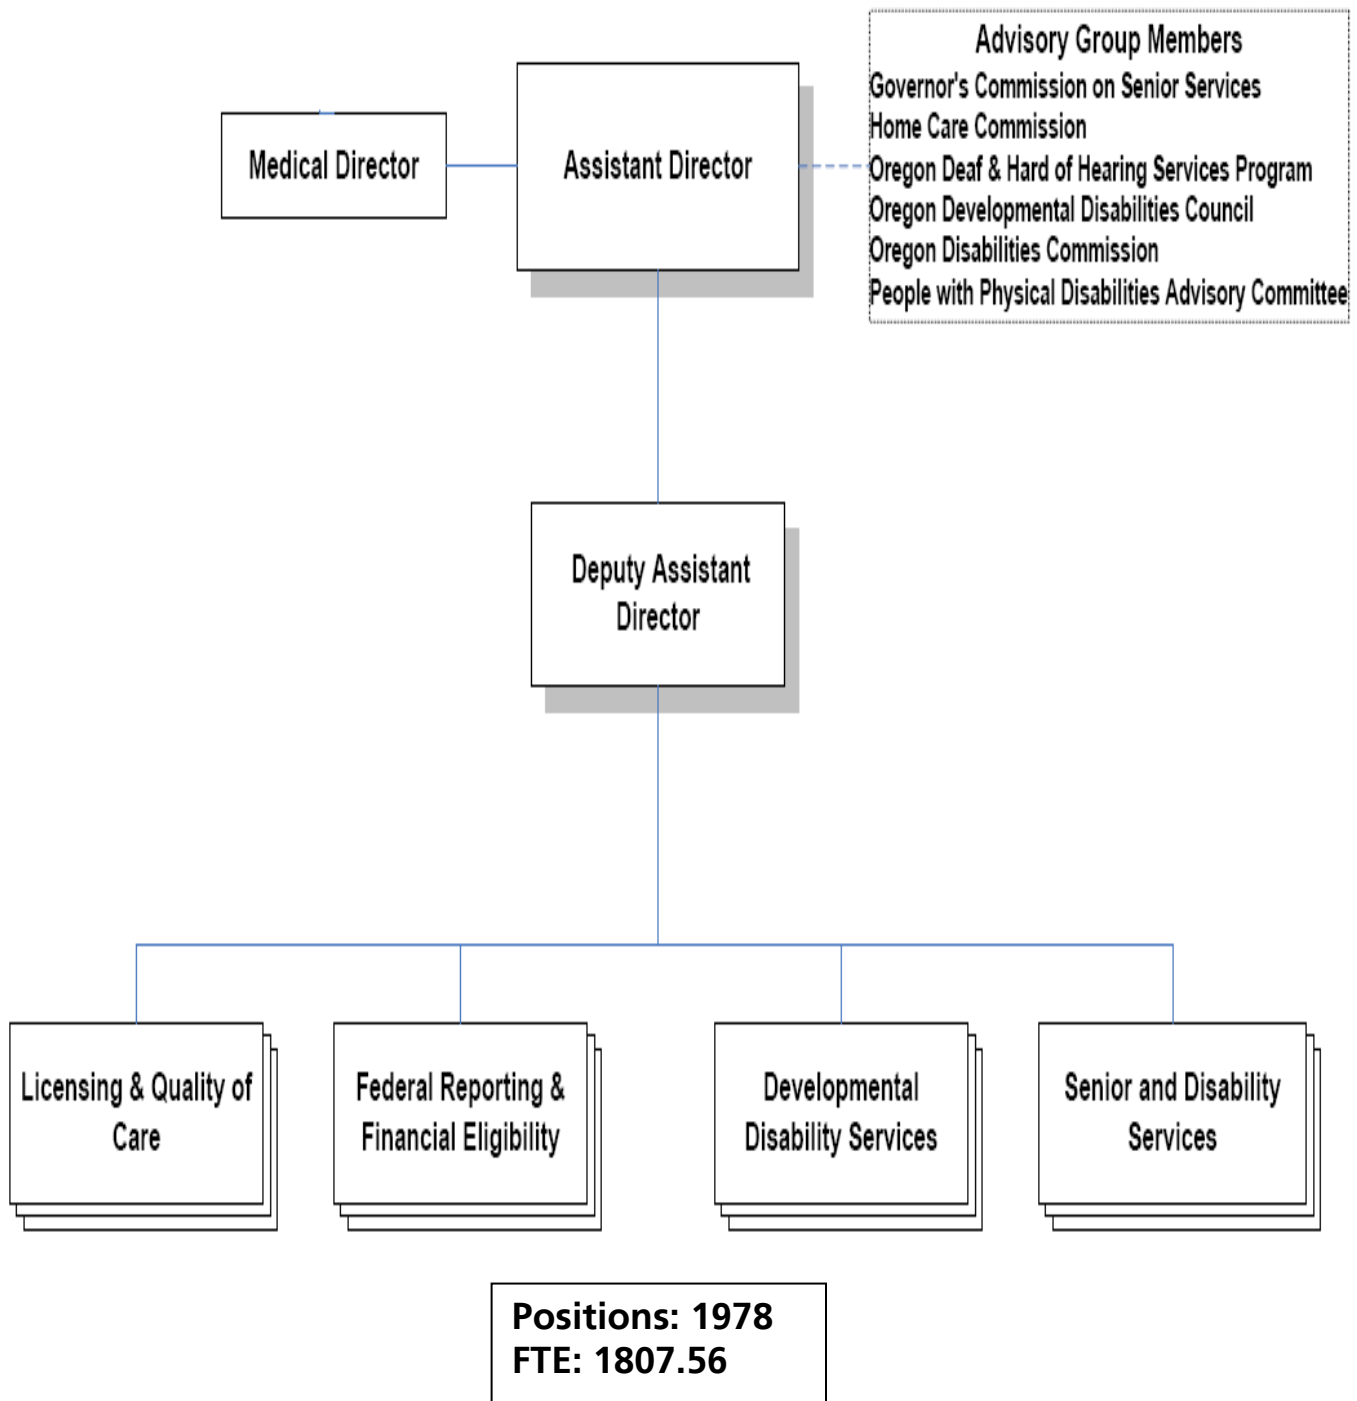 Advisory Group Members
Governor's Commission on Senior Services
Home Care Commission
Oregon Deaf & Hard of Hearing Services Program
Oregon Developmental Disabilities Council
Oregon Disabilities Commission
People with Physical Disabilities Advisory Committee
Medical Director
Assistant Director
Deputy Assistant
Director
Licensing & Quality of
Care
Federal Reporting &
Financial Eligibility
Developmental
Disability Services
Senior and Disability
Services
Positions: 1978
FTE: 1807.56